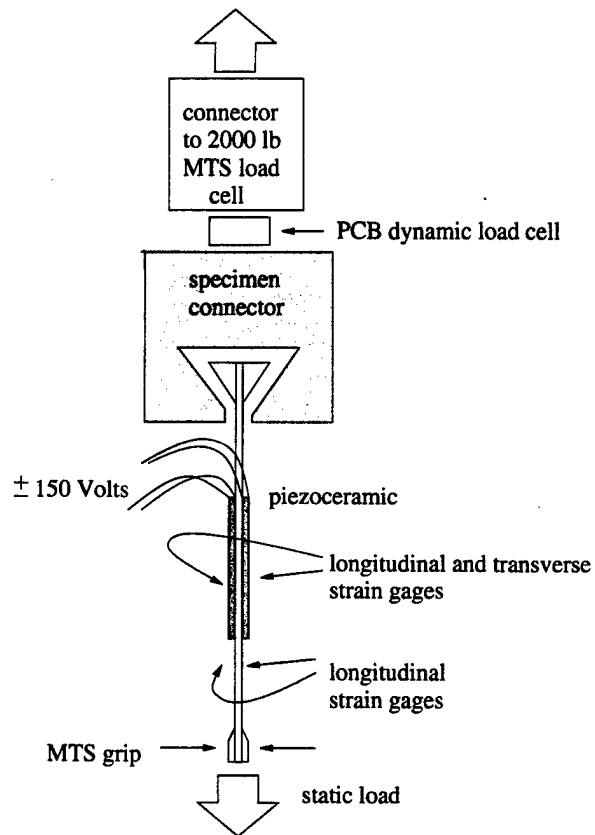 connector
to 2000 lb
MTS load
cell
PCB dynamic load cell
specimen
connector
± 150 Volts
piezoceramic
longitudinal and transverse
strain gages
longitudinal
strain gages
MTS grip
static load